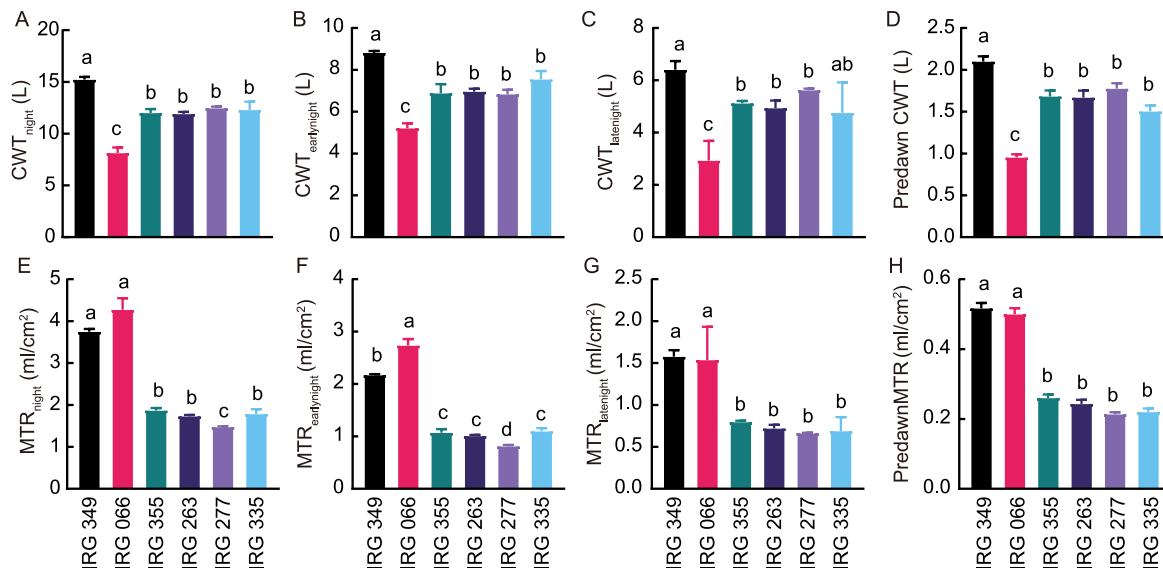 A
CWTnight (L)
20
15
10
5
0
a
c
b
b
b
b
B
CWTearlynight (L)
10
8
6
4
2
0
a
c
b
b
b
b
C
CWTlatenight (L)
8
6
4
2
0
a
c
b
b
b
ab
D
Predawn CWT (L)
2.5
2.0
1.5
1.0
0.5
0.0
a
c
b
b
b
b
E
MTRnight (ml/cm²)
5
4
3
2
1
0
a
a
b
b
c
b
IRG 349
IRG 066
IRG 355
IRG 263
IRG 277
IRG 335
F
MTRearlynight (ml/cm²)
4
3
2
1
0
b
a
c
c
d
c
IRG 349
IRG 066
IRG 355
IRG 263
IRG 277
IRG 335
G
MTRlatenight (ml/cm²)
2.5
2.0
1.5
1.0
0.5
0.0
a
a
b
b
b
b
IRG 349
IRG 066
IRG 355
IRG 263
IRG 277
IRG 335
H
PredawnMTR (ml/cm²)
0.6
0.4
0.2
0.0
a
a
b
b
b
b
IRG 349
IRG 066
IRG 355
IRG 263
IRG 277
IRG 335